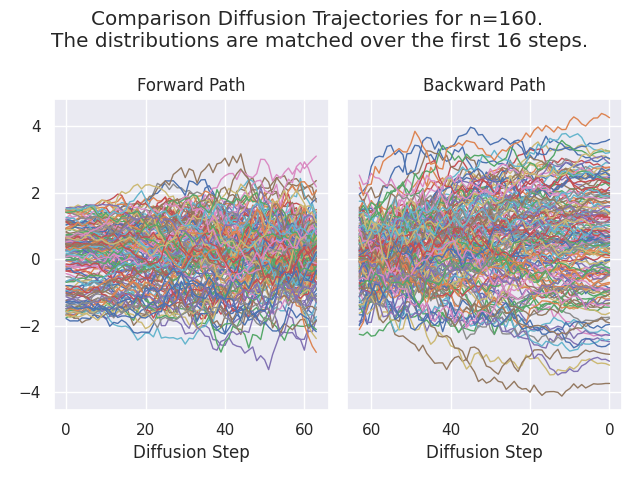 Comparison Diffusion Trajectories for n=160.
The distributions are matched over the first 16 steps.
Forward Path
Backward Path
4
2
0
−2
−4
0 20 40 60
60 40 20 0
Diffusion Step
Diffusion Step